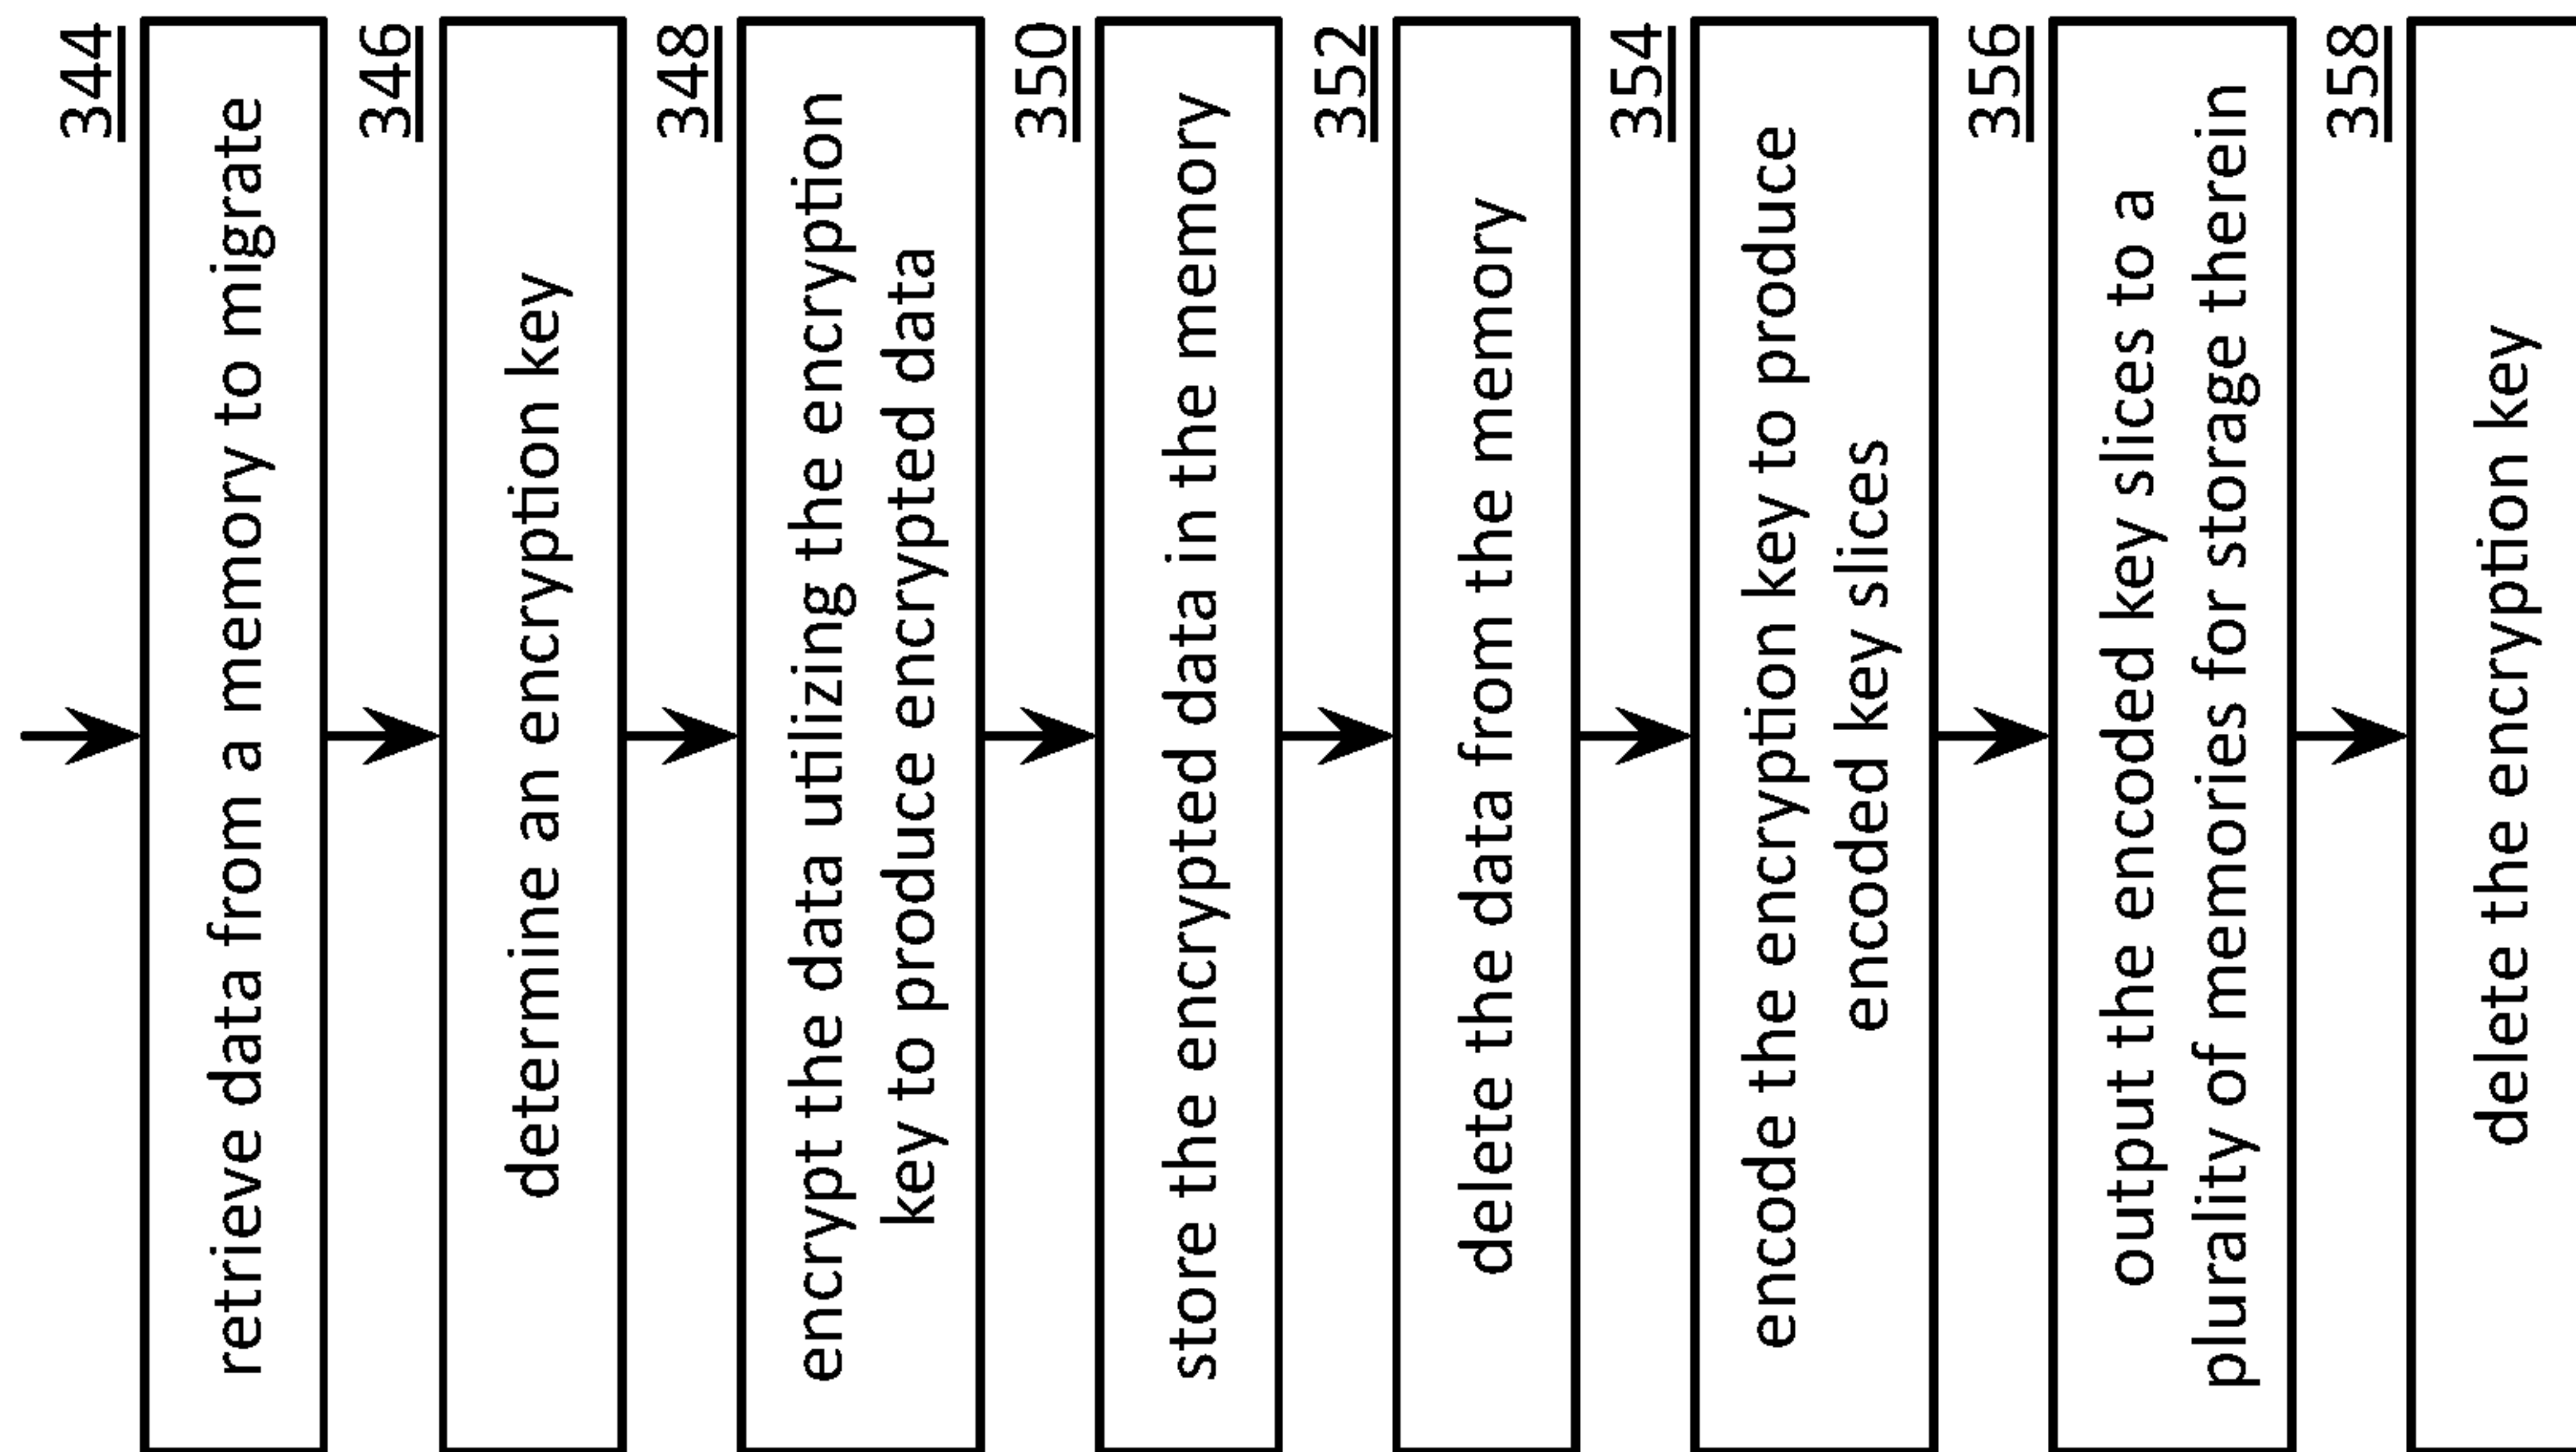 344
retrieve data from a memory to migrate
346
determine an encryption key
348
encrypt the data utilizing the encryption
key to produce encrypted data
350
store the encrypted data in the memory
352
delete the data from the memory
354
encode the encryption key to produce
encoded key slices
356
output the encoded key slices to a
plurality of memories for storage therein
358
delete the encryption key